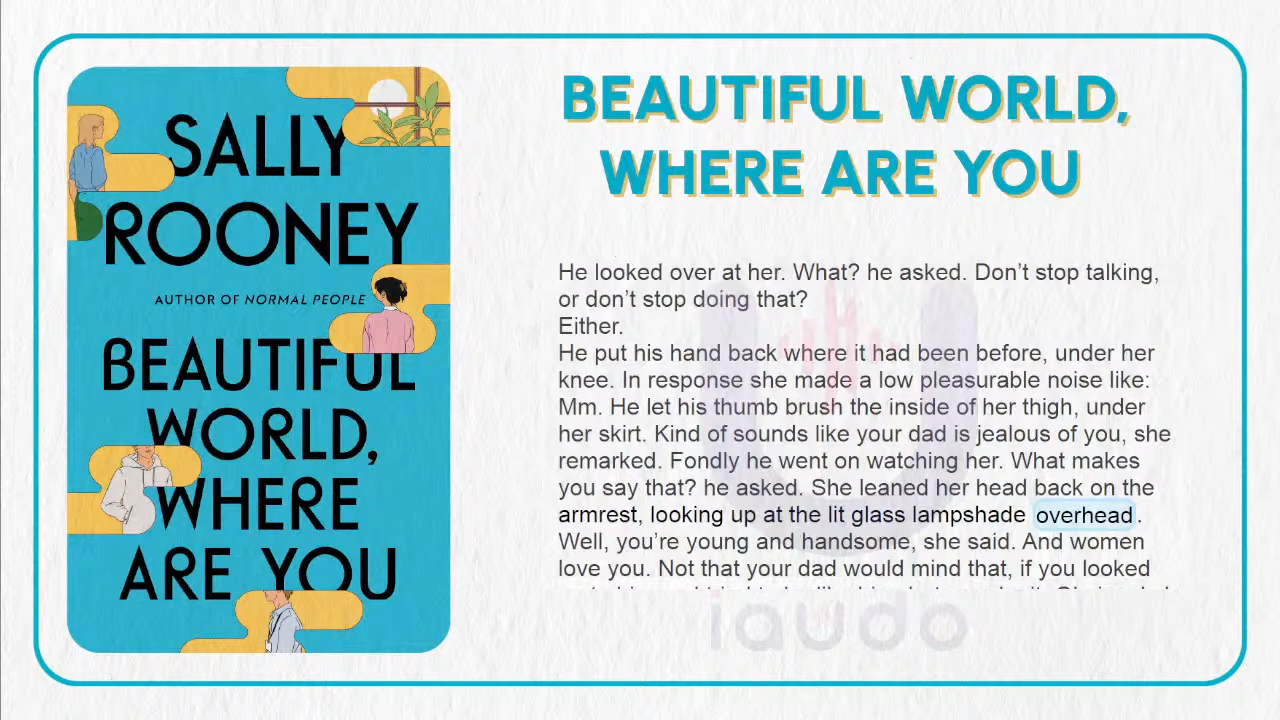 SALLY
ROONEY
AUTHOR OF NORMAL PEOPLE
BEAUTIFUL
WORLD,
WHERE
ARE YOU
BEAUTIFUL WORLD,
WHERE ARE YOU
He looked over at her. What? he asked. Don’t stop talking,
or don’t stop doing that?
Either.
He put his hand back where it had been before, under her
knee. In response she made a low pleasurable noise like:
Mm. He let his thumb brush the inside of her thigh, under
her skirt. Kind of sounds like your dad is jealous of you, she
remarked. Fondly he went on watching her. What makes
you say that? he asked. She leaned her head back on the
armrest, looking up at the lit glass lampshade overhead.
Well, you’re young and handsome, she said. And women
love you. Not that your dad would mind that, if you looked
iaudo